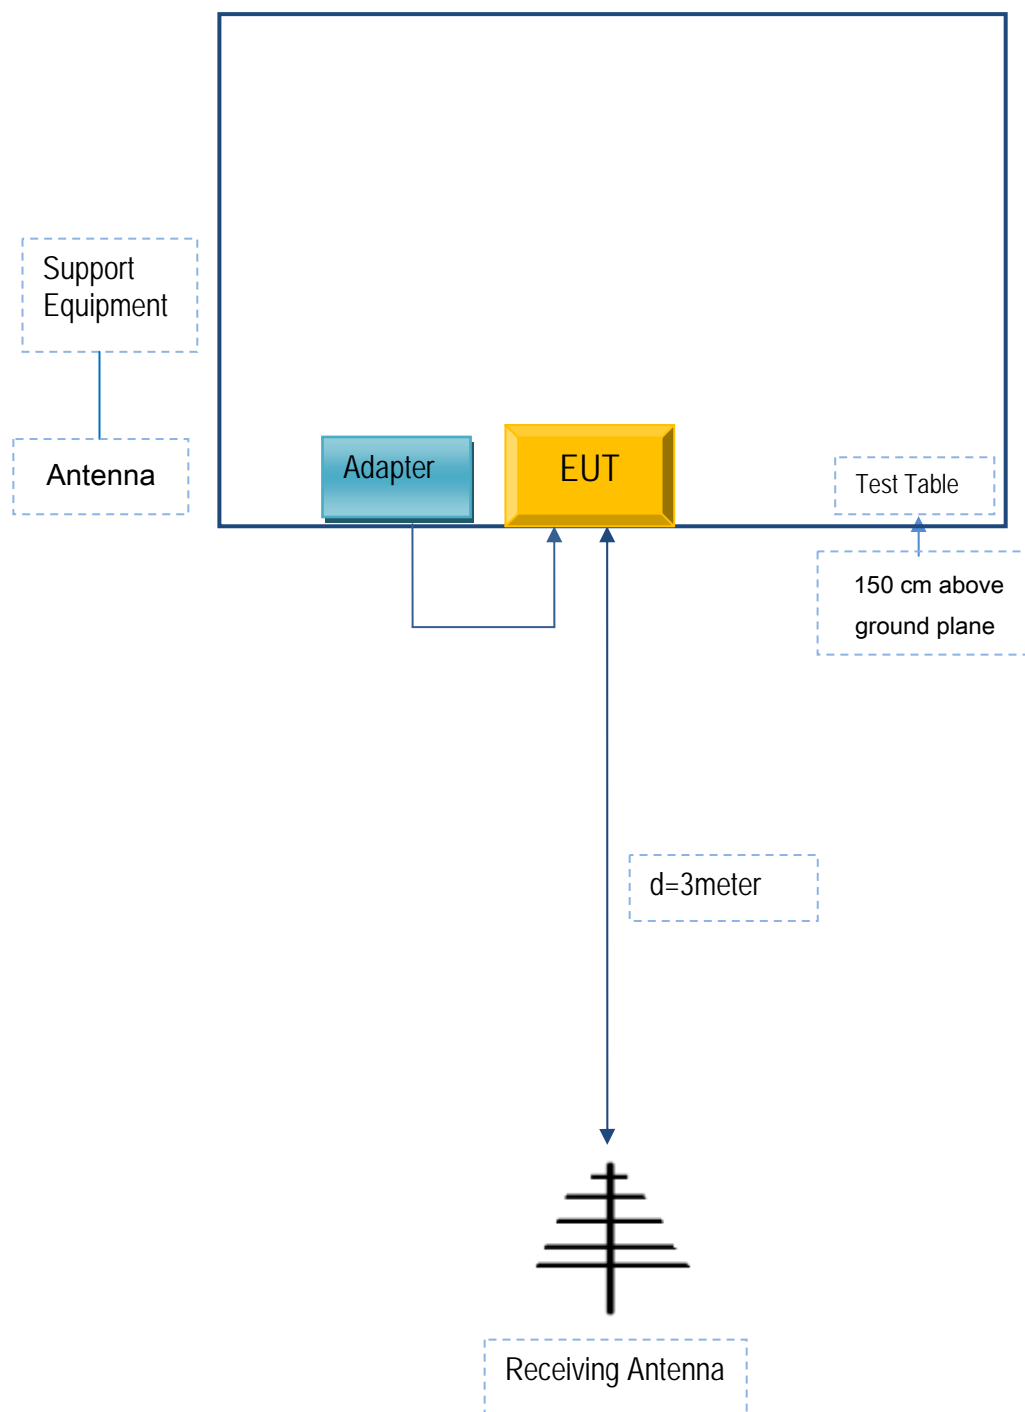 Support
Equipment
Antenna
Adapter
EUT
Test Table
150 cm above
ground plane
d=3meter
Receiving Antenna